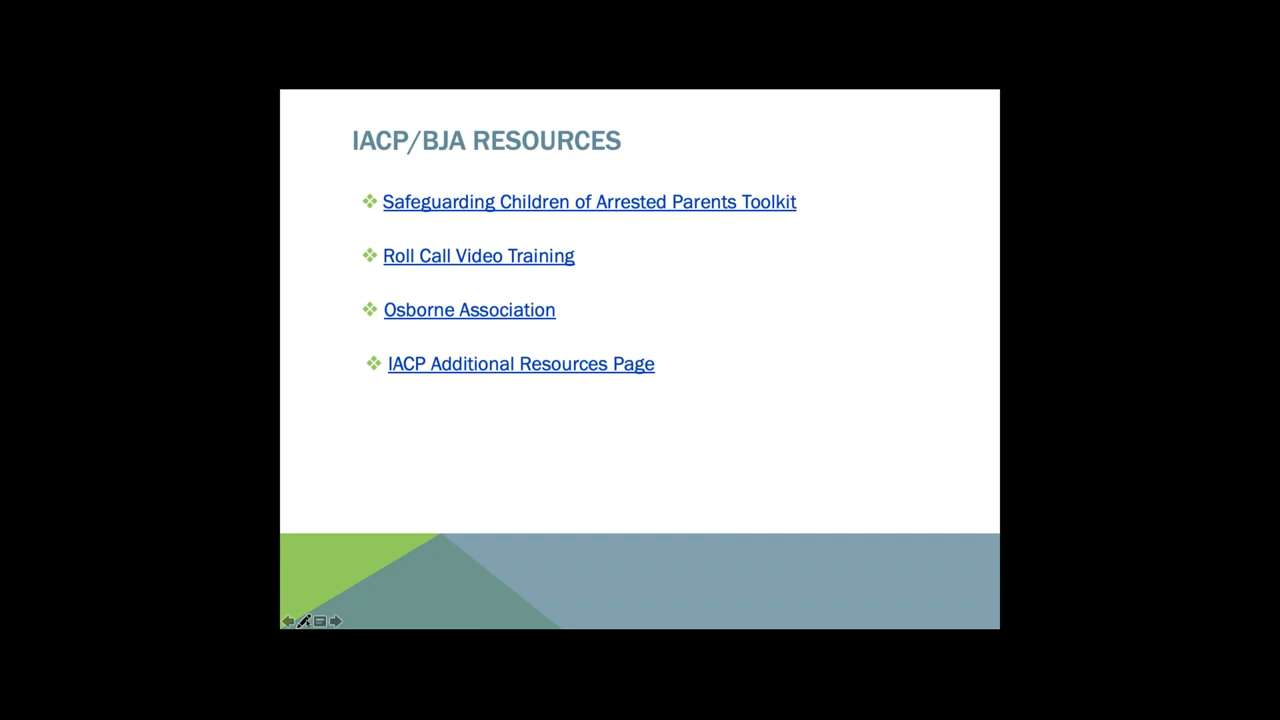 IACP/BJA RESOURCES
Safeguarding Children of Arrested Parents Toolkit
Roll Call Video Training
Osborne Association
IACP Additional Resources Page